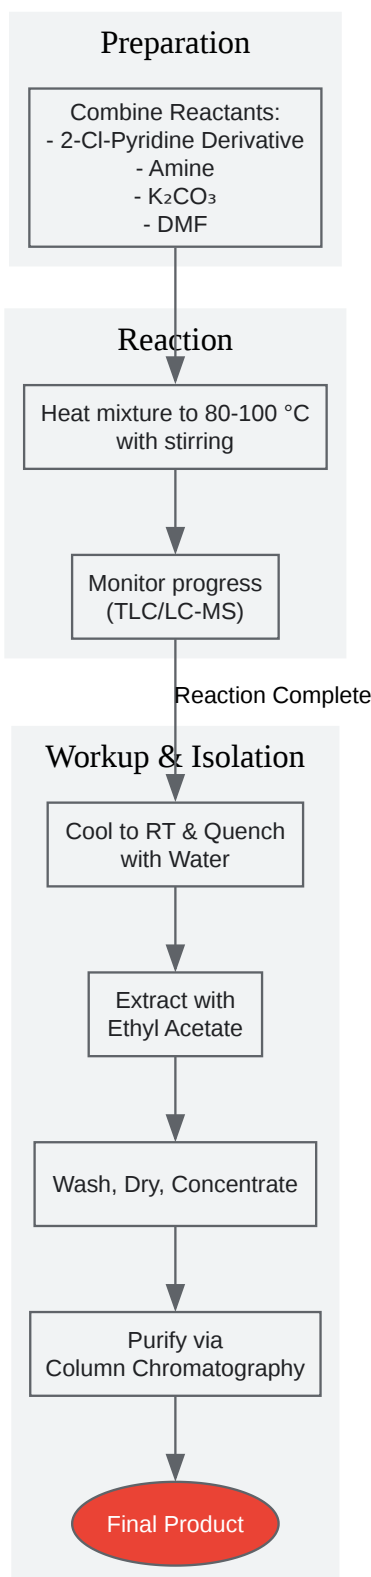 Preparation
Combine Reactants:
- 2-Cl-Pyridine Derivative
- Amine
- K₂CO₃
- DMF
Reaction
Heat mixture to 80-100 °C
with stirring
Monitor progress
(TLC/LC-MS)
Reaction Complete
Workup & Isolation
Cool to RT & Quench
with Water
Extract with
Ethyl Acetate
Wash, Dry, Concentrate
Purify via
Column Chromatography
Final Product